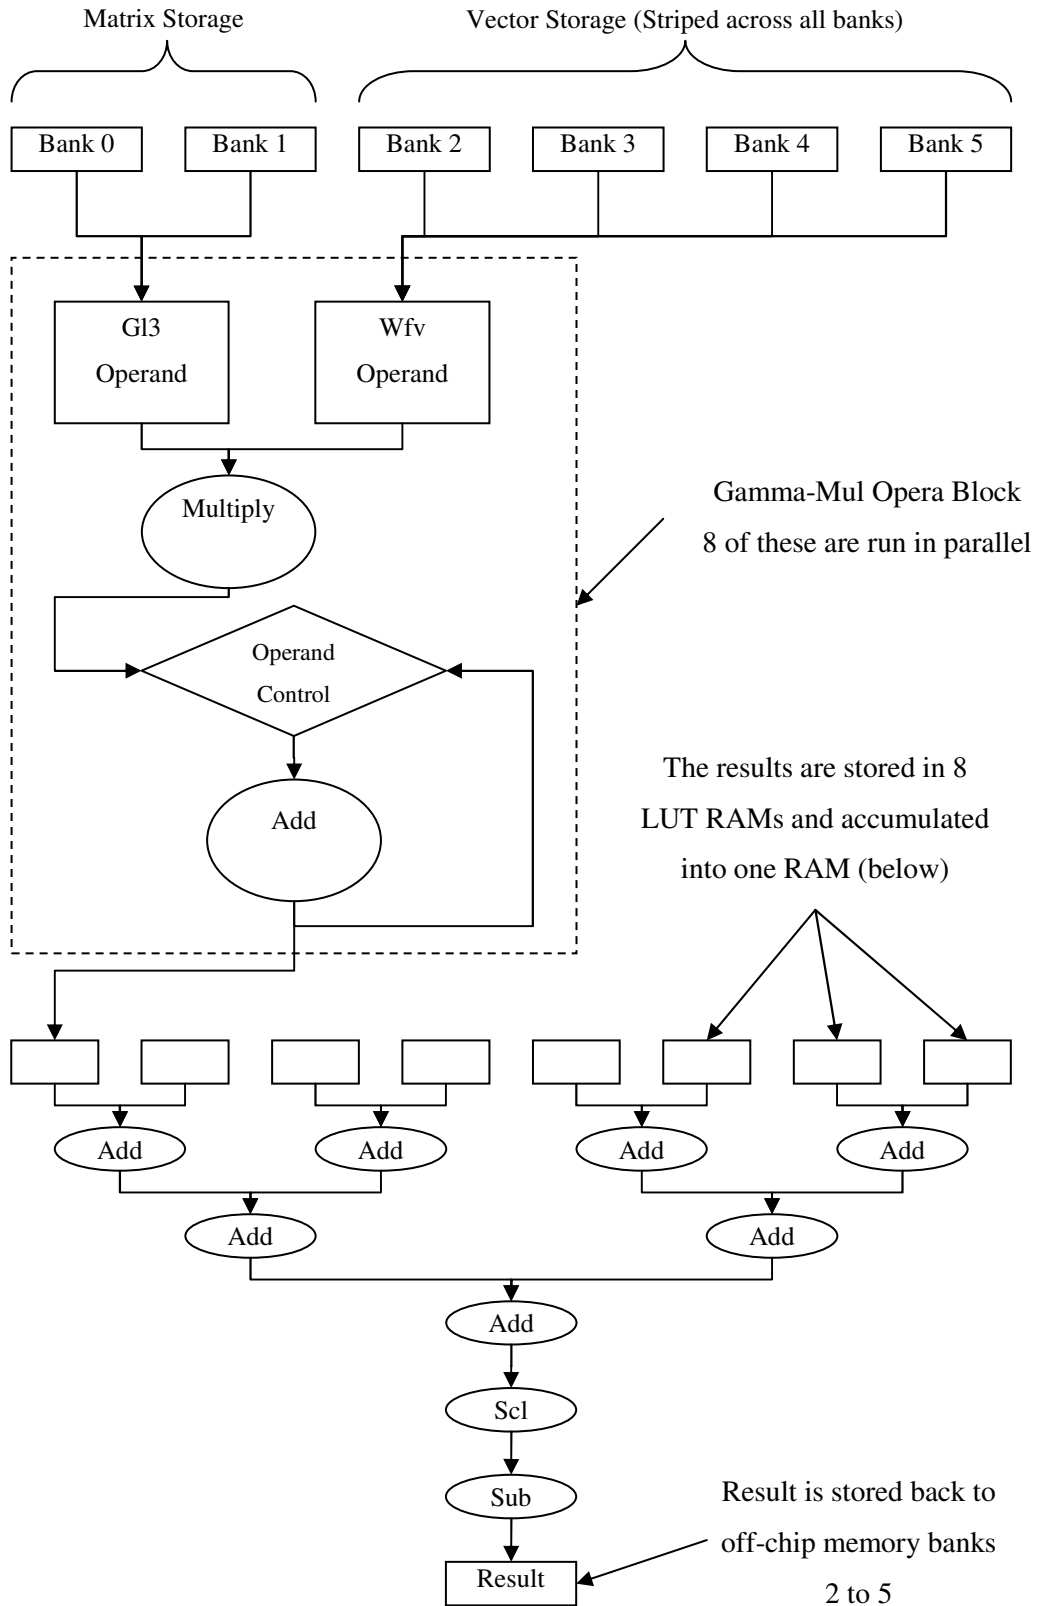 Matrix Storage
Vector Storage (Striped across all banks)
Bank 0
Bank 1
Bank 2
Bank 3
Bank 4
Bank 5
Gl3
Operand
Wfv
Operand
Multiply
Gamma-Mul Opera Block
8 of these are run in parallel
Operand
Control
Add
The results are stored in 8
LUT RAMs and accumulated
into one RAM (below)
Add
Add
Add
Add
Add
Add
Add
Scl
Sub
Result
Result is stored back to
off-chip memory banks
2 to 5